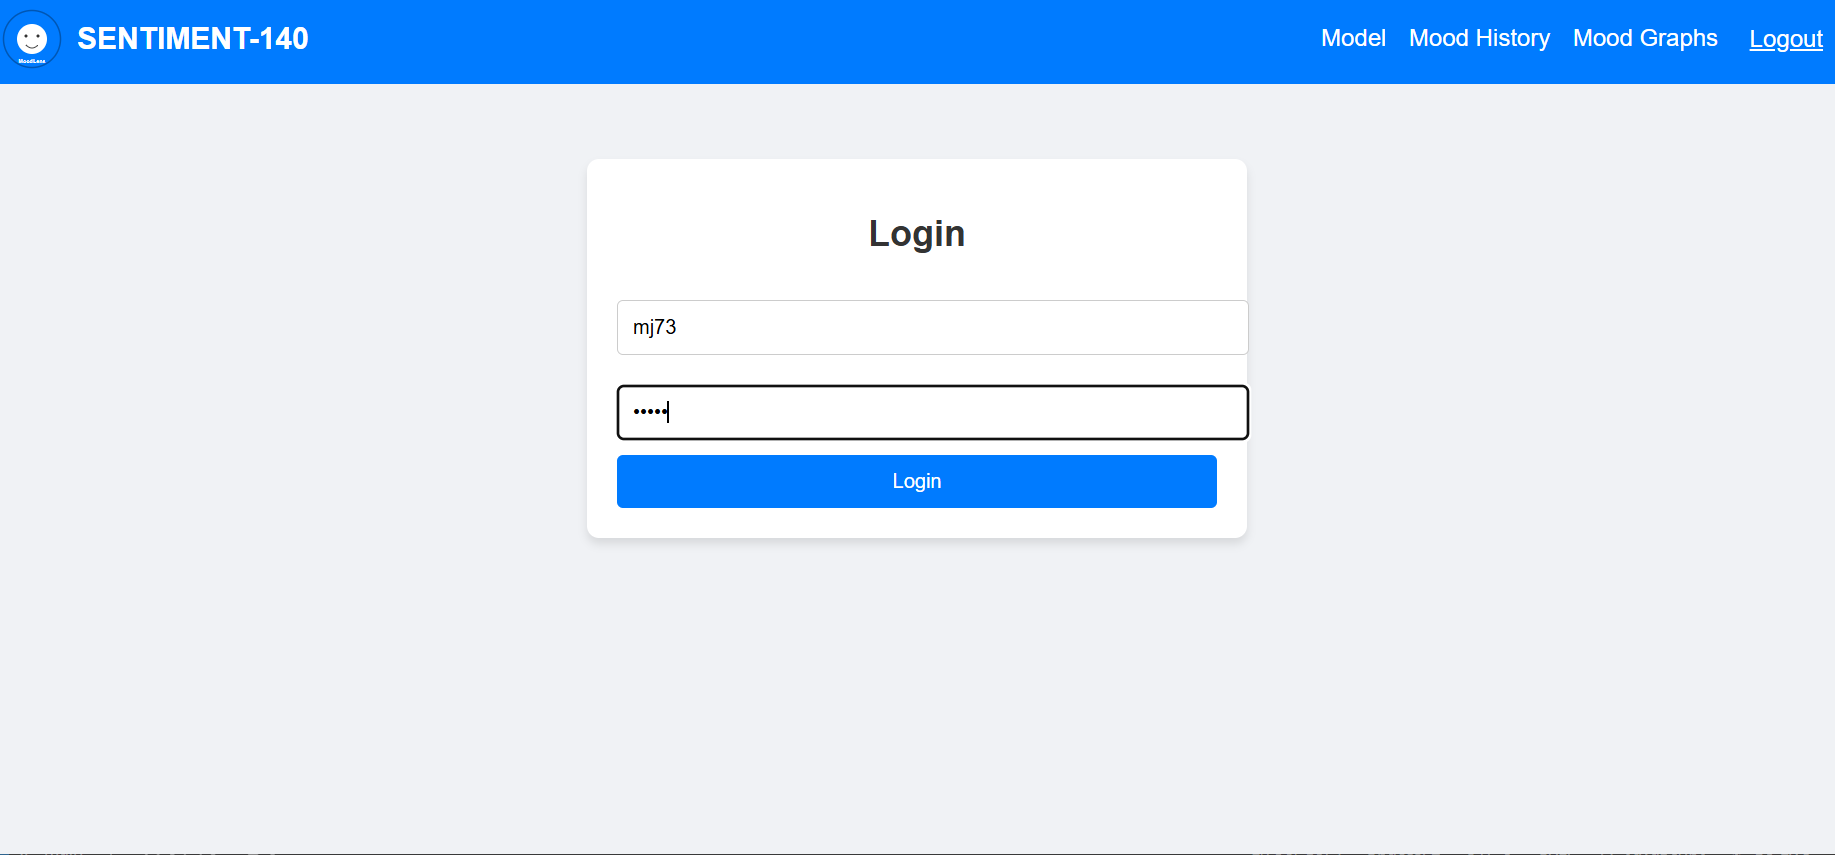 SENTIMENT-140
Model Mood History Mood Graphs Logout
Login
mj73
•••••
Login